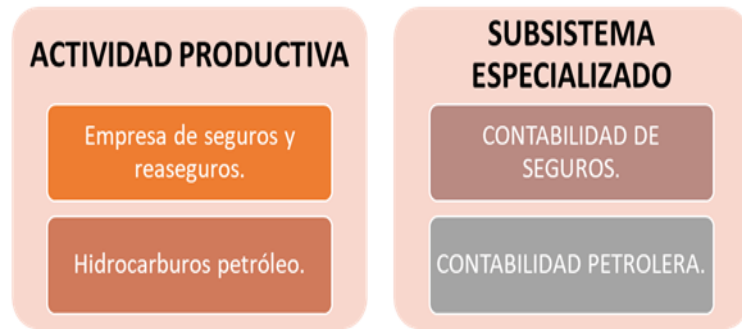 ACTIVIDAD PRODUCTIVA
Empresa de seguros y
reaseguros.
Hidrocarburos petróleo.
SUBSISTEMA
ESPECIALIZADO
CONTABILIDAD DE
SEGUROS.
CONTABILIDAD PETROLERA.